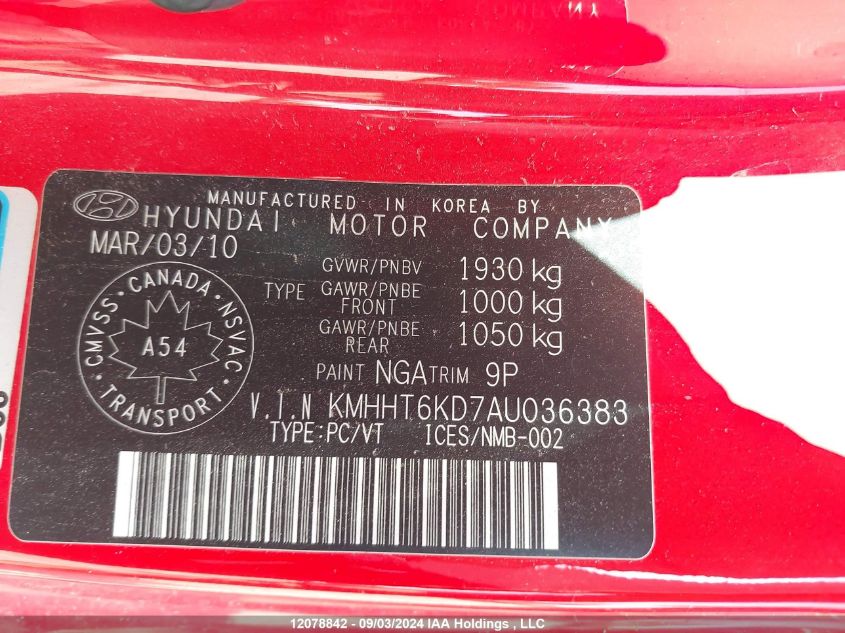 MANUFACTURED IN KOREA BY
HYUNDAI MOTOR COMPANY
MAR/03/10
GVWR/PNBV 1930 kg
TYPE GAWR/PNBE FRONT 1000 kg
GAWR/PNBE REAR 1050 kg
CMVSS · CANADA · NSVAC · TRANSPORT ·
A54
PAINT NGA TRIM 9P
V.I.N KMHHT6KD7AU036383
TYPE:PC/VT ICES/NMB-002
12078842 - 09/03/2024 IAA Holdings , LLC